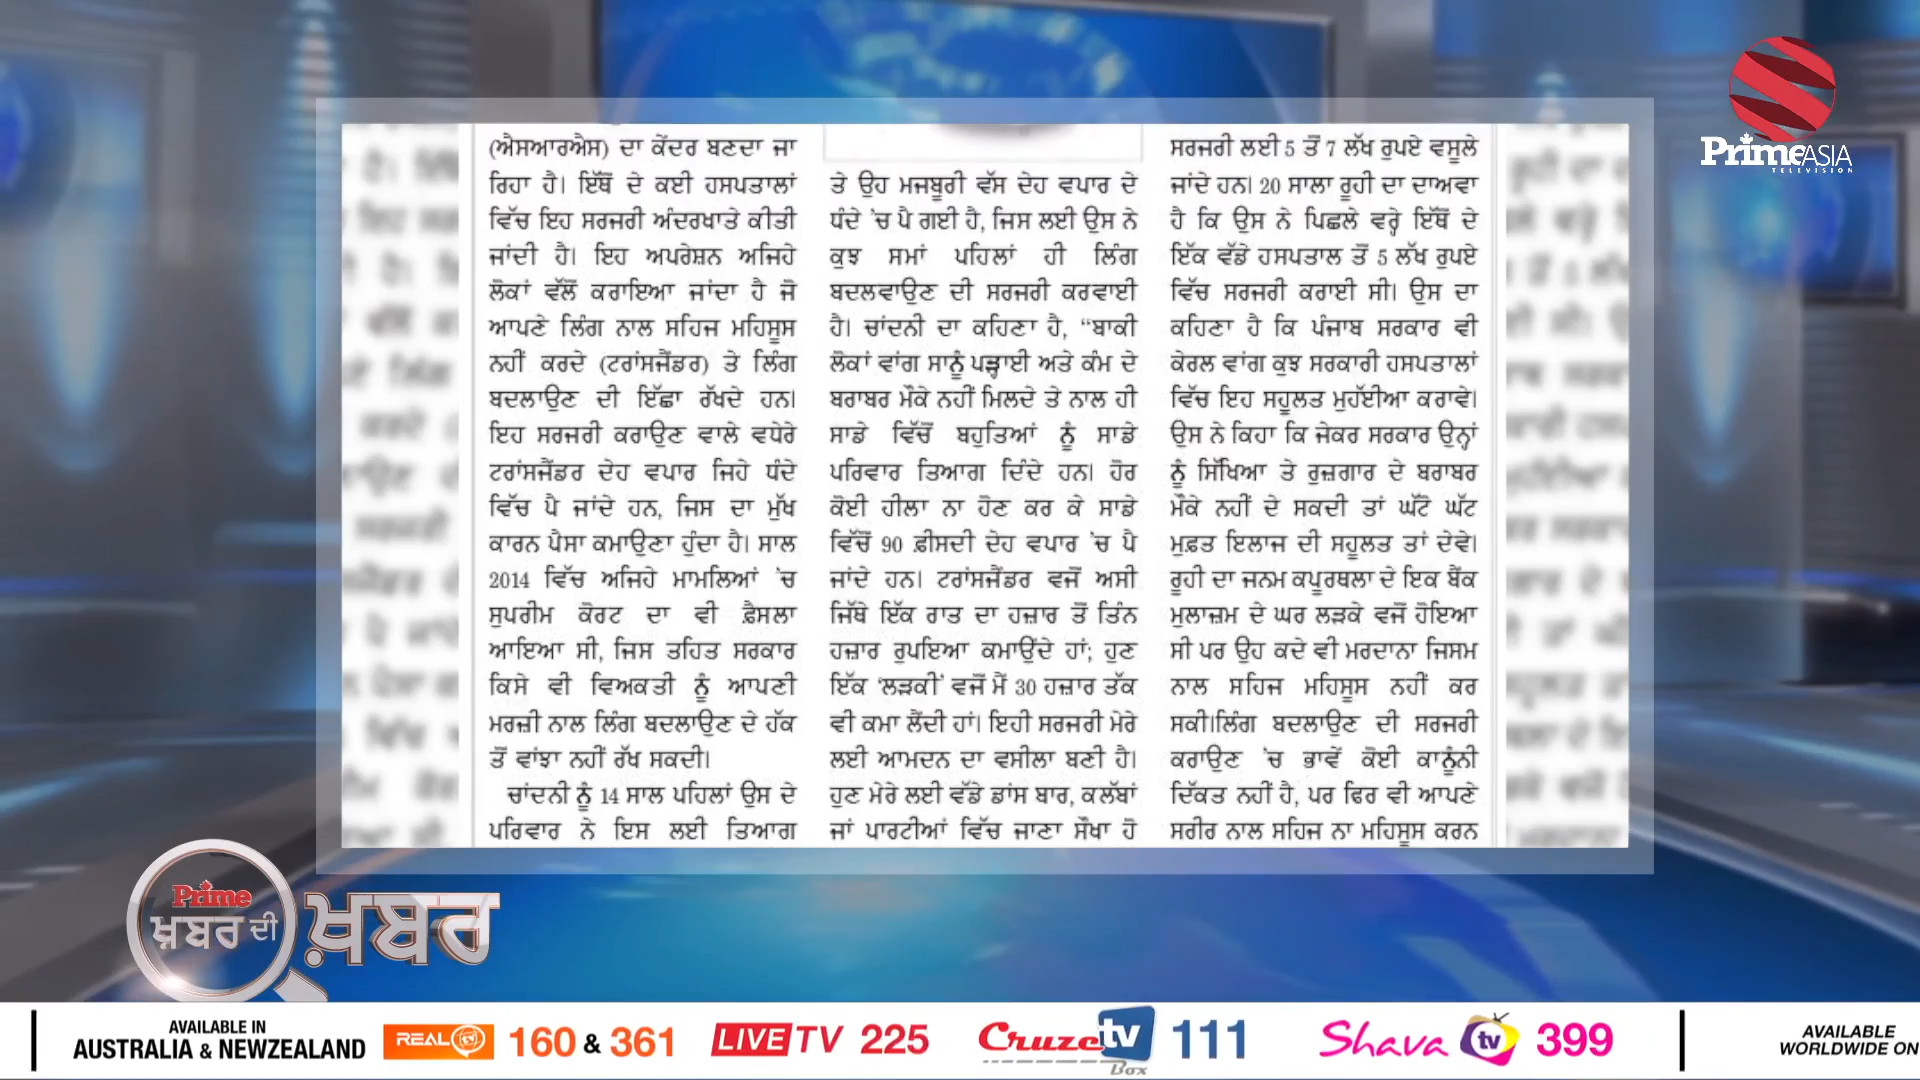 (ਐਸਆਰਐਸ) ਦਾ ਕੇਂਦਰ ਬਣਦਾ ਜਾ
ਰਿਹਾ ਹੈ। ਇੱਥੋਂ ਦੇ ਕਈ ਹਸਪਤਾਲਾਂ
ਵਿੱਚ ਇਹ ਸਰਜਰੀ ਅੰਦਰਖਾਤੇ ਕੀਤੀ
ਜਾਂਦੀ ਹੈ। ਇਹ ਅਪਰੇਸ਼ਨ ਅਜਿਹੇ
ਲੋਕਾਂ ਵੱਲੋਂ ਕਰਾਇਆ ਜਾਂਦਾ ਹੈ ਜੋ
ਆਪਣੇ ਲਿੰਗ ਨਾਲ ਸਹਿਜ ਮਹਿਸੂਸ
ਨਹੀਂ ਕਰਦੇ (ਟਰਾਂਸਜੈਂਡਰ) ਤੇ ਲਿੰਗ
ਬਦਲਾਉਣ ਦੀ ਇੱਛਾ ਰੱਖਦੇ ਹਨ।
ਇਹ ਸਰਜਰੀ ਕਰਾਉਣ ਵਾਲੇ ਵਧੇਰੇ
ਟਰਾਂਸਜੈਂਡਰ ਦੇਹ ਵਪਾਰ ਜਿਹੇ ਧੰਦੇ
ਵਿੱਚ ਪੈ ਜਾਂਦੇ ਹਨ, ਜਿਸ ਦਾ ਮੁੱਖ
ਕਾਰਨ ਪੈਸਾ ਕਮਾਉਣਾ ਹੁੰਦਾ ਹੈ। ਸਾਲ
2014 ਵਿੱਚ ਅਜਿਹੇ ਮਾਮਲਿਆਂ 'ਚ
ਸੁਪਰੀਮ ਕੋਰਟ ਦਾ ਵੀ ਫ਼ੈਸਲਾ
ਆਇਆ ਸੀ, ਜਿਸ ਤਹਿਤ ਸਰਕਾਰ
ਕਿਸੇ ਵੀ ਵਿਅਕਤੀ ਨੂੰ ਆਪਣੀ
ਮਰਜ਼ੀ ਨਾਲ ਲਿੰਗ ਬਦਲਾਉਣ ਦੇ ਹੱਕ
ਤੋਂ ਵਾਂਝਾ ਨਹੀਂ ਰੱਖ ਸਕਦੀ।
ਚਾਂਦਨੀ ਨੂੰ 14 ਸਾਲ ਪਹਿਲਾਂ ਉਸ ਦੇ
ਪਰਿਵਾਰ ਨੇ ਇਸ ਲਈ ਤਿਆਗ
ਤੇ ਉਹ ਮਜਬੂਰੀ ਵੱਸ ਦੇਹ ਵਪਾਰ ਦੇ
ਧੰਦੇ 'ਚ ਪੈ ਗਈ ਹੈ, ਜਿਸ ਲਈ ਉਸ ਨੇ
ਕੁਝ ਸਮਾਂ ਪਹਿਲਾਂ ਹੀ ਲਿੰਗ
ਬਦਲਵਾਉਣ ਦੀ ਸਰਜਰੀ ਕਰਵਾਈ
ਹੈ। ਚਾਂਦਨੀ ਦਾ ਕਹਿਣਾ ਹੈ, “ਬਾਕੀ
ਲੋਕਾਂ ਵਾਂਗ ਸਾਨੂੰ ਪੜ੍ਹਾਈ ਅਤੇ ਕੰਮ ਦੇ
ਬਰਾਬਰ ਮੌਕੇ ਨਹੀਂ ਮਿਲਦੇ ਤੇ ਨਾਲ ਹੀ
ਸਾਡੇ ਵਿੱਚੋਂ ਬਹੁਤਿਆਂ ਨੂੰ ਸਾਡੇ
ਪਰਿਵਾਰ ਤਿਆਗ ਦਿੰਦੇ ਹਨ। ਹੋਰ
ਕੋਈ ਹੀਲਾ ਨਾ ਹੋਣ ਕਰ ਕੇ ਸਾਡੇ
ਵਿੱਚੋਂ 90 ਫ਼ੀਸਦੀ ਦੇਹ ਵਪਾਰ 'ਚ ਪੈ
ਜਾਂਦੇ ਹਨ। ਟਰਾਂਸਜੈਂਡਰ ਵਜੋਂ ਅਸੀ
ਜਿੱਥੇ ਇੱਕ ਰਾਤ ਦਾ ਹਜ਼ਾਰ ਤੋਂ ਤਿੰਨ
ਹਜ਼ਾਰ ਰੁਪਇਆ ਕਮਾਉਂਦੇ ਹਾਂ; ਹੁਣ
ਇੱਕ ‘ਲੜਕੀ’ ਵਜੋਂ ਮੈਂ 30 ਹਜ਼ਾਰ ਤੱਕ
ਵੀ ਕਮਾ ਲੈਂਦੀ ਹਾਂ। ਇਹੀ ਸਰਜਰੀ ਮੇਰੇ
ਲਈ ਆਮਦਨ ਦਾ ਵਸੀਲਾ ਬਣੀ ਹੈ।
ਹੁਣ ਮੇਰੇ ਲਈ ਵੱਡੇ ਡਾਂਸ ਬਾਰ, ਕਲੱਬਾਂ
ਜਾਂ ਪਾਰਟੀਆਂ ਵਿੱਚ ਜਾਣਾ ਸੌਖਾ ਹੋ
ਸਰਜਰੀ ਲਈ 5 ਤੋਂ 7 ਲੱਖ ਰੁਪਏ ਵਸੂਲੇ
ਜਾਂਦੇ ਹਨ। 20 ਸਾਲਾ ਰੂਹੀ ਦਾ ਦਾਅਵਾ
ਹੈ ਕਿ ਉਸ ਨੇ ਪਿਛਲੇ ਵਰ੍ਹੇ ਇੱਥੋਂ ਦੇ
ਇੱਕ ਵੱਡੇ ਹਸਪਤਾਲ ਤੋਂ 5 ਲੱਖ ਰੁਪਏ
ਵਿੱਚ ਸਰਜਰੀ ਕਰਾਈ ਸੀ। ਉਸ ਦਾ
ਕਹਿਣਾ ਹੈ ਕਿ ਪੰਜਾਬ ਸਰਕਾਰ ਵੀ
ਕੇਰਲ ਵਾਂਗ ਕੁਝ ਸਰਕਾਰੀ ਹਸਪਤਾਲਾਂ
ਵਿੱਚ ਇਹ ਸਹੂਲਤ ਮੁਹੱਈਆ ਕਰਾਵੇ।
ਉਸ ਨੇ ਕਿਹਾ ਕਿ ਜੇਕਰ ਸਰਕਾਰ ਉਨ੍ਹਾਂ
ਨੂੰ ਸਿੱਖਿਆ ਤੇ ਰੁਜ਼ਗਾਰ ਦੇ ਬਰਾਬਰ
ਮੌਕੇ ਨਹੀਂ ਦੇ ਸਕਦੀ ਤਾਂ ਘੱਟੋ ਘੱਟ
ਮੁਫ਼ਤ ਇਲਾਜ ਦੀ ਸਹੂਲਤ ਤਾਂ ਦੇਵੇ।
ਰੂਹੀ ਦਾ ਜਨਮ ਕਪੂਰਥਲਾ ਦੇ ਇਕ ਬੈਂਕ
ਮੁਲਾਜ਼ਮ ਦੇ ਘਰ ਲੜਕੇ ਵਜੋਂ ਹੋਇਆ
ਸੀ ਪਰ ਉਹ ਕਦੇ ਵੀ ਮਰਦਾਨਾ ਜਿਸਮ
ਨਾਲ ਸਹਿਜ ਮਹਿਸੂਸ ਨਹੀਂ ਕਰ
ਸਕੀ।ਲਿੰਗ ਬਦਲਾਉਣ ਦੀ ਸਰਜਰੀ
ਕਰਾਉਣ 'ਚ ਭਾਵੇਂ ਕੋਈ ਕਾਨੂੰਨੀ
ਦਿੱਕਤ ਨਹੀਂ ਹੈ, ਪਰ ਫਿਰ ਵੀ ਆਪਣੇ
ਸਰੀਰ ਨਾਲ ਸਹਿਜ ਨਾ ਮਹਿਸੂਸ ਕਰਨ
Prime ASIA
TELEVISION
Prime
ਖ਼ਬਰ ਦੀ
ਖ਼ਬਰ
AVAILABLE IN
AUSTRALIA & NEWZEALAND
REAL 160 & 361
LIVE TV 225
Cruze tv Box 111
Shava tv 399
AVAILABLE
WORLDWIDE ON